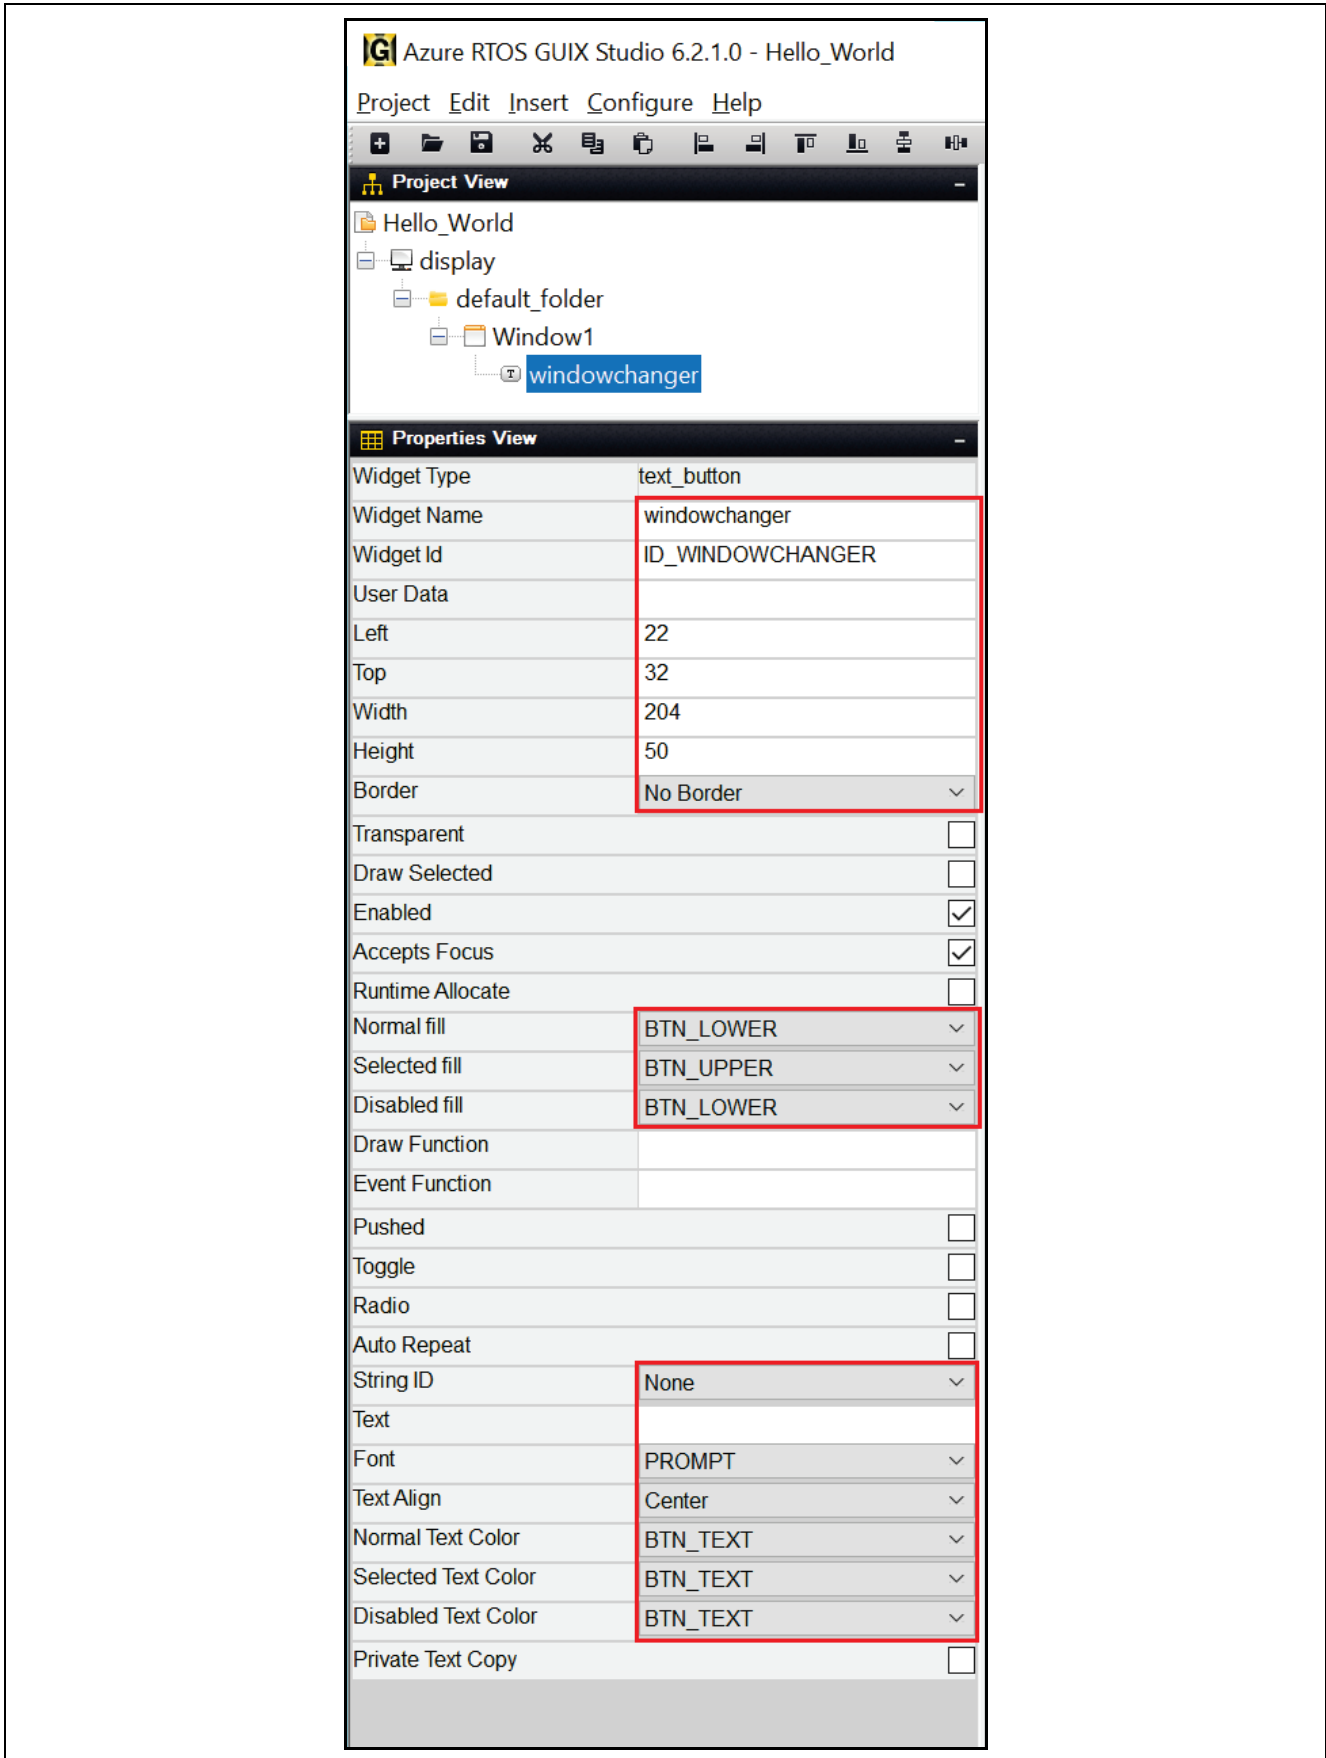 Azure RTOS GUIX Studio 6.2.1.0 - Hello_World
Project Edit Insert Configure Help
Project View
Hello_World
display
default_folder
Window1
windowchanger
Properties View
Widget Type text_button
Widget Name windowchanger
Widget Id ID_WINDOWCHANGER
User Data
Left 22
Top 32
Width 204
Height 50
Border No Border
Transparent
Draw Selected
Enabled
Accepts Focus
Runtime Allocate
Normal fill BTN_LOWER
Selected fill BTN_UPPER
Disabled fill BTN_LOWER
Draw Function
Event Function
Pushed
Toggle
Radio
Auto Repeat
String ID None
Text
Font PROMPT
Text Align Center
Normal Text Color BTN_TEXT
Selected Text Color BTN_TEXT
Disabled Text Color BTN_TEXT
Private Text Copy